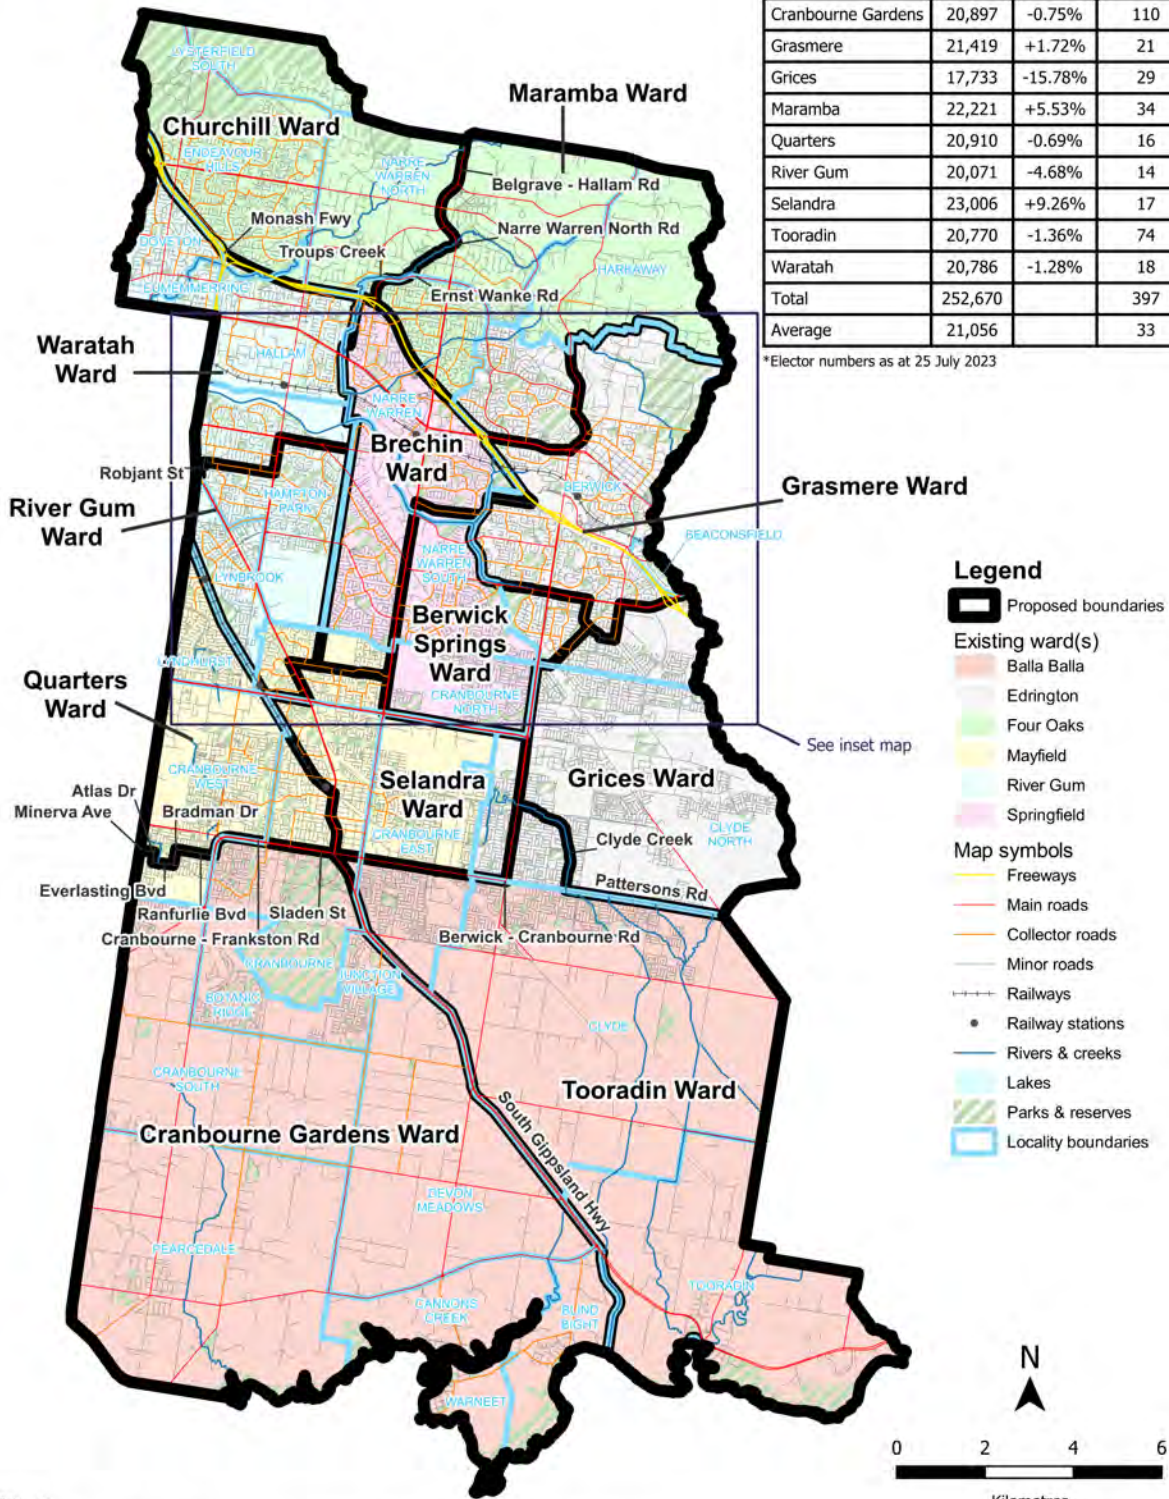 Cranbourne Gardens 20,897 -0.75% 110
Grasmere 21,419 +1.72% 21
Grices 17,733 -15.78% 29
Maramba 22,221 +5.53% 34
Quarters 20,910 -0.69% 16
River Gum 20,071 -4.68% 14
Selandra 23,006 +9.26% 17
Tooradin 20,770 -1.36% 74
Waratah 20,786 -1.28% 18
Total 252,670 397
Average 21,056 33
*Elector numbers as at 25 July 2023
LYSTERFIELD
SOUTH
Maramba Ward
Churchill Ward
ENDEAVOUR
HILLS
NARRE
WARREN
NORTH
Belgrave - Hallam Rd
Monash Fwy
Narre Warren North Rd
DOVETON
Troups Creek
HARKAWAY
EUMEMMERRING
Ernst Wanke Rd
Waratah
Ward
HALLAM
NARRE
WARREN
Brechin
Ward
Robjant St
HAMPTON
PARK
BERWICK
Grasmere Ward
River Gum
Ward
BEACONSFIELD
NARRE
WARREN
SOUTH
LYNBROOK
Berwick
Springs
Ward
LYNDHURST
Quarters
Ward
CRANBOURNE
NORTH
See inset map
CRANBOURNE
WEST
Selandra
Ward
Grices Ward
Atlas Dr
Minerva Ave
Bradman Dr
CRANBOURNE
EAST
Clyde Creek
CLYDE
NORTH
Everlasting Bvd
Pattersons Rd
Ranfurlie Bvd
Sladen St
Cranbourne - Frankston Rd
Berwick - Cranbourne Rd
CRANBOURNE
JUNCTION
VILLAGE
BOTANIC
RIDGE
CLYDE
CRANBOURNE
SOUTH
Tooradin Ward
Cranbourne Gardens Ward
South Gippsland Hwy
DEVON
MEADOWS
PEARCEDALE
TOORADIN
CANNONS
CREEK
BLIND
BIGHT
WARNEET
Legend
Proposed boundaries
Existing ward(s)
Balla Balla
Edrington
Four Oaks
Mayfield
River Gum
Springfield
Map symbols
Freeways
Main roads
Collector roads
Minor roads
Railways
Railway stations
Rivers & creeks
Lakes
Parks & reserves
Locality boundaries
N
0 2 4 6